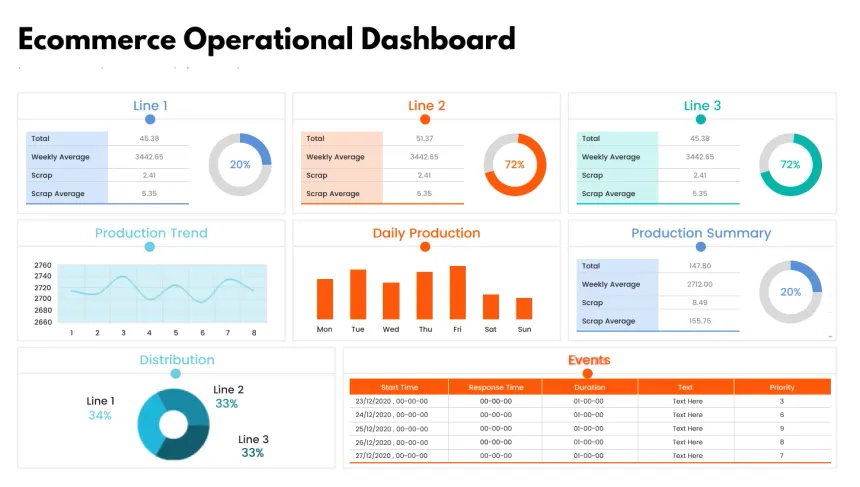 Ecommerce Operational Dashboard
Line 1
Total 45.38
Weekly Average 3442.65
Scrap 2.41
Scrap Average 5.35
20%
Line 2
Total 51.37
Weekly Average 3442.65
Scrap 2.41
Scrap Average 5.35
72%
Line 3
Total 45.38
Weekly Average 3442.65
Scrap 2.41
Scrap Average 5.35
72%
Production Trend
2760
2740
2720
2700
2680
2660
1 2 3 4 5 6 7 8
Daily Production
Mon Tue Wed Thu Fri Sat Sun
Production Summary
Total 147.80
Weekly Average 2712.00
Scrap 8.49
Scrap Average 155.75
20%
Distribution
Line 1
34%
Line 2
33%
Line 3
33%
Events
Start Time Response Time Duration Text Priority
23/12/2020 , 00-00-00 00-00-00 01-00-00 Text Here 3
24/12/2020 , 00-00-00 00-00-00 01-00-00 Text Here 6
25/12/2020 , 00-00-00 00-00-00 01-00-00 Text Here 9
26/12/2020 , 00-00-00 00-00-00 01-00-00 Text Here 8
27/12/2020 , 00-00-00 00-00-00 01-00-00 Text Here 7